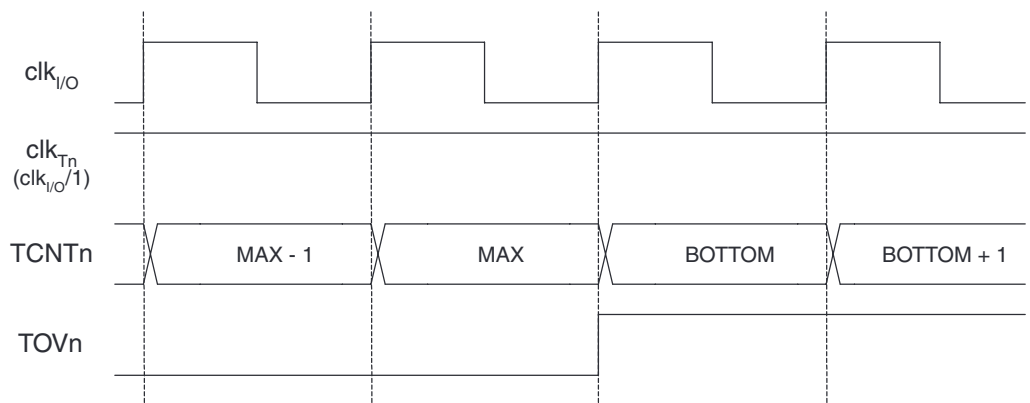 clkI/O
clkTn
(clkI/O/1)
TCNTn MAX - 1 MAX BOTTOM BOTTOM + 1
TOVn